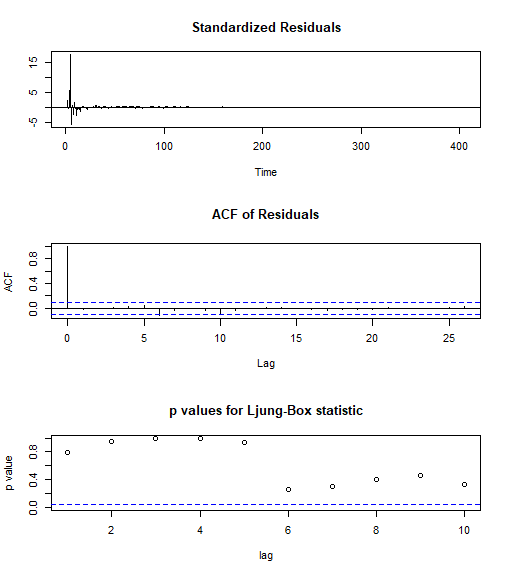 Standardized Residuals
15
5
-5
0 100 200 300 400
Time
ACF of Residuals
ACF
0.8
0.4
0.0
0 5 10 15 20 25
Lag
p values for Ljung-Box statistic
p value
0.8
0.4
0.0
2 4 6 8 10
lag